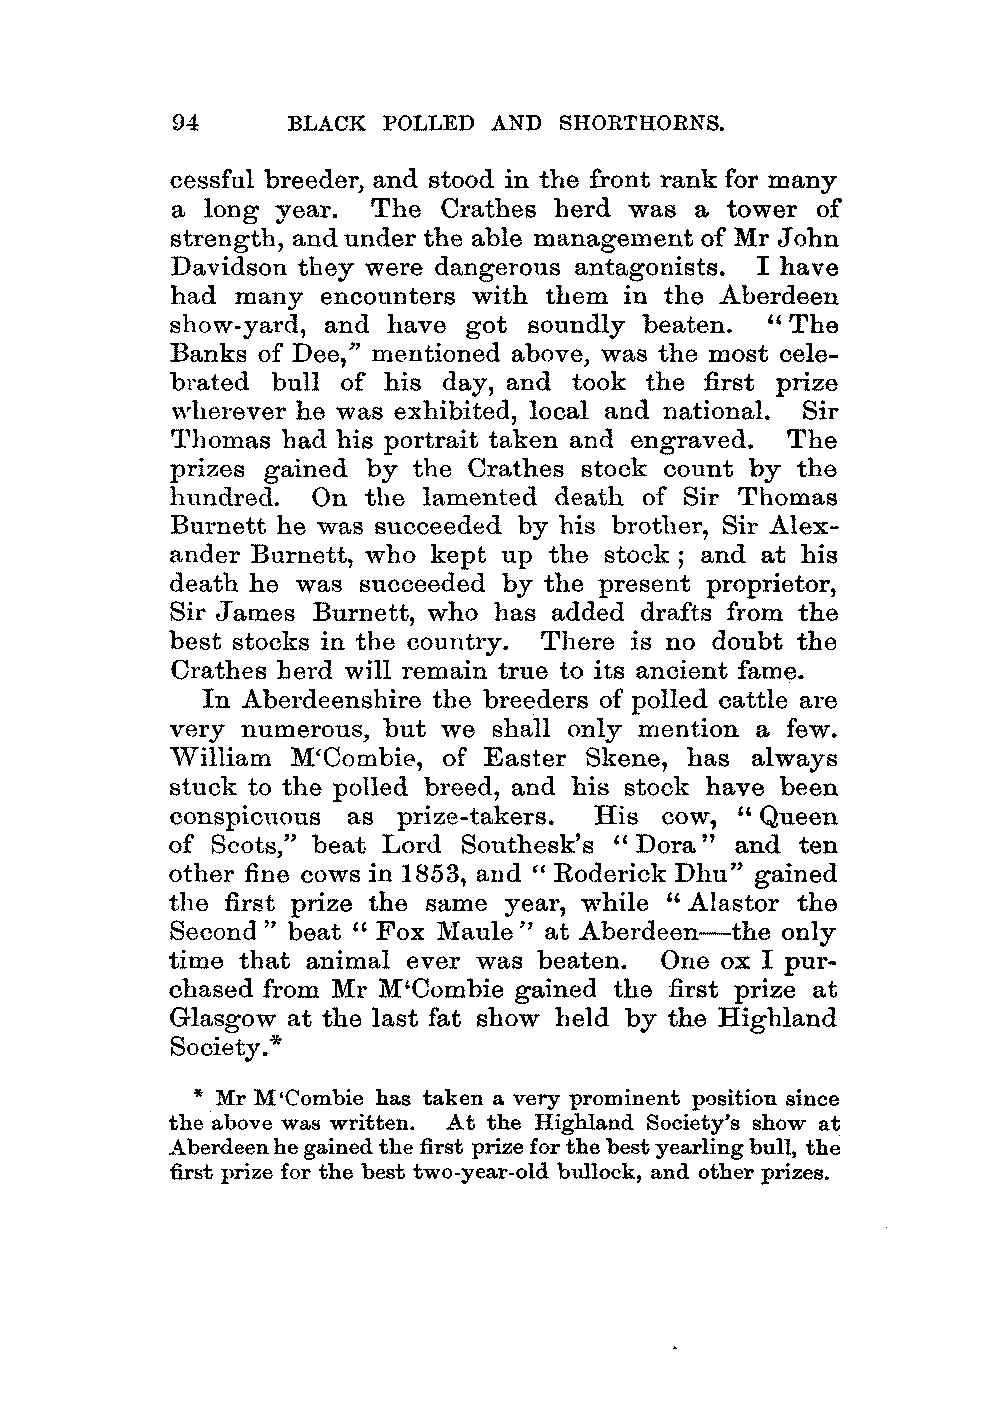 94 BLACK POLLED AND SHORTHORNS.
cessful breeder, and stood in the front rank for many
a long year. The Crathes herd was a tower of
strength, and under the able management of Mr John
Davidson they were dangerous antagonists. I have
had many encounters with them in the Aberdeen
show-yard, and have got soundly beaten. “The
Banks of Dee,” mentioned above, was the most cele-
brated bull of his day, and took the first prize
wherever he was exhibited, local and national. Sir
Thomas had his portrait taken and engraved. The
prizes gained by the Crathes stock count by the
hundred. On the lamented death of Sir Thomas
Burnett he was succeeded by his brother, Sir Alex-
ander Burnett, who kept up the stock; and at his
death he was succeeded by the present proprietor,
Sir James Burnett, who has added drafts from the
best stocks in the country. There is no doubt the
Crathes herd will remain true to its ancient fame.
In Aberdeenshire the breeders of polled cattle are
very numerous, but we shall only mention a few.
William M‘Combie, of Easter Skene, has always
stuck to the polled breed, and his stock have been
conspicuous as prize-takers. His cow, “Queen
of Scots,” beat Lord Southesk’s “Dora” and ten
other fine cows in 1853, and “Roderick Dhu” gained
the first prize the same year, while “Alastor the
Second” beat “Fox Maule” at Aberdeen—the only
time that animal ever was beaten. One ox I pur-
chased from Mr M‘Combie gained the first prize at
Glasgow at the last fat show held by the Highland
Society.*
* Mr M‘Combie has taken a very prominent position since
the above was written. At the Highland Society’s show at
Aberdeen he gained the first prize for the best yearling bull, the
first prize for the best two-year-old bullock, and other prizes.